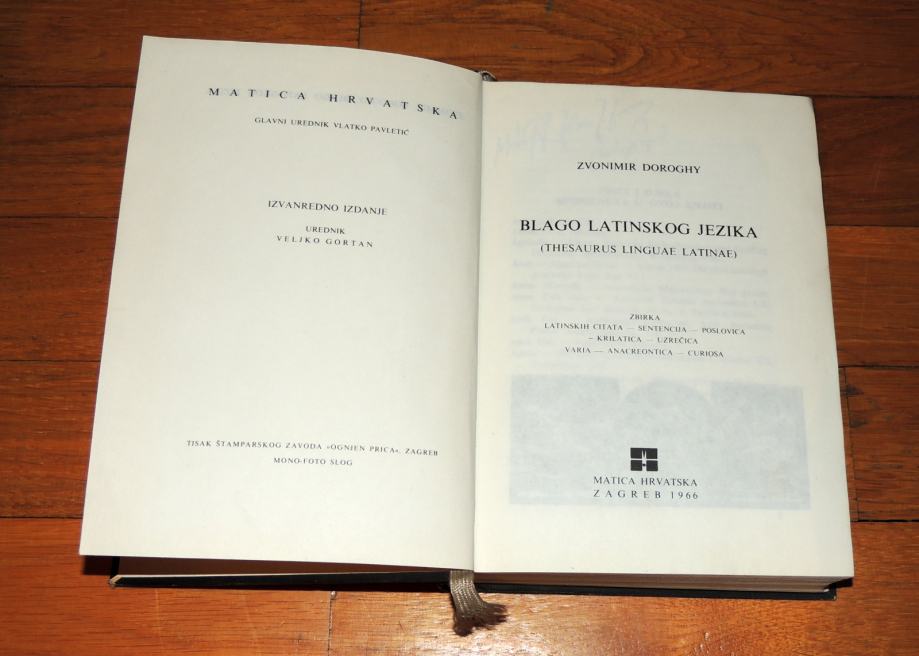 MATICA HRVATSKA
GLAVNI UREDNIK VLATKO PAVLETIĆ
IZVANREDNO IZDANJE
UREDNIK
VELJKO GORTAN
TISAK ŠTAMPARSKOG ZAVODA »OGNJEN PRICA«, ZAGREB
MONO-FOTO SLOG
ZVONIMIR DOROGHY
BLAGO LATINSKOG JEZIKA
(THESAURUS LINGUAE LATINAE)
ZBIRKA
LATINSKIH CITATA — SENTENCIJA — POSLOVICA
– KRILATICA — UZREČICA
VARIA — ANACREONTICA — CURIOSA
MATICA HRVATSKA
ZAGREB 1966